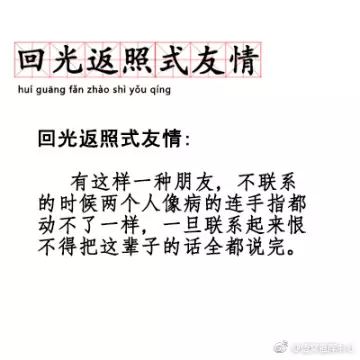 回光返照式友情
huí guāng fǎn zhào shì yǒu qíng
回光返照式友情：
有这样一种朋友，不联系
的时候两个人像病的连手指都
动不了一样，一旦联系起来恨
不得把这辈子的话全都说完。